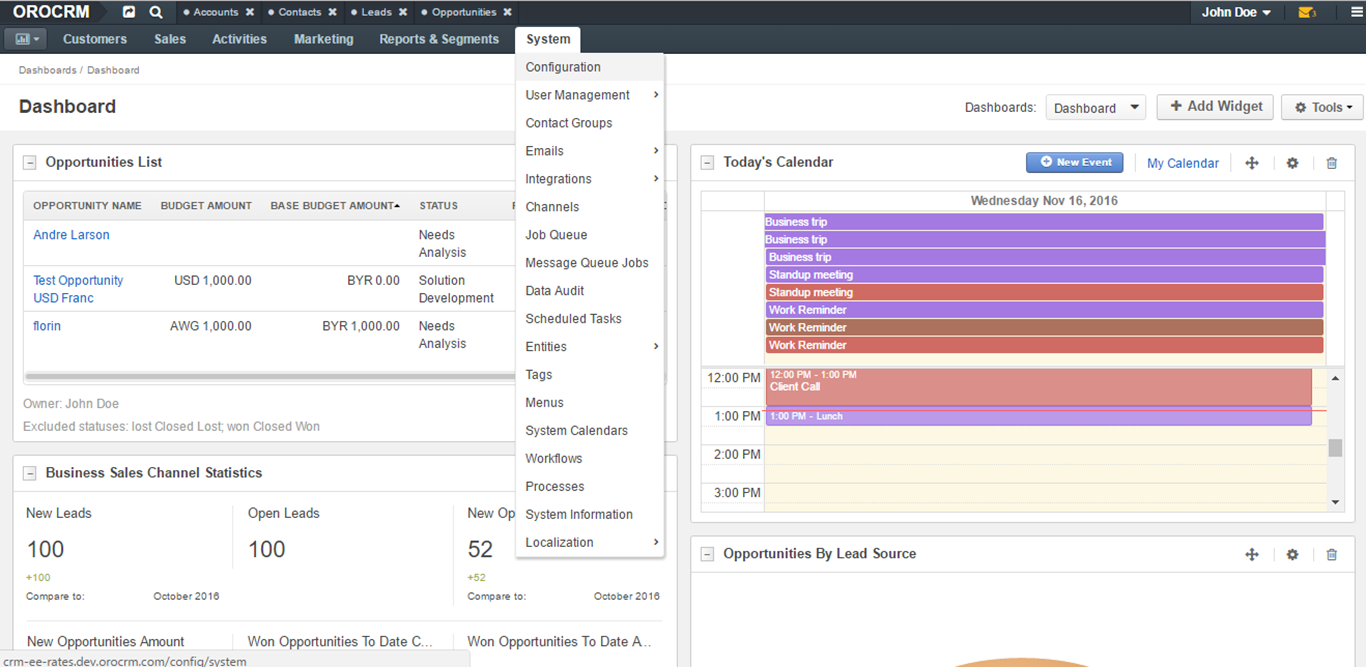 OROCRM
Accounts × Contacts × Leads × Opportunities ×
John Doe
Customers Sales Activities Marketing Reports & Segments System
Dashboards / Dashboard
Dashboard
Dashboards: Dashboard + Add Widget Tools
Configuration
User Management
Contact Groups
Emails
Integrations
Channels
Job Queue
Message Queue Jobs
Data Audit
Scheduled Tasks
Entities
Tags
Menus
System Calendars
Workflows
Processes
System Information
Localization
Opportunities List
OPPORTUNITY NAME BUDGET AMOUNT BASE BUDGET AMOUNT STATUS
Andre Larson Needs
Analysis
Test Opportunity USD 1,000.00 BYR 0.00 Solution
USD Franc Development
florin AWG 1,000.00 BYR 1,000.00 Needs
Analysis
Owner: John Doe
Excluded statuses: lost Closed Lost; won Closed Won
Business Sales Channel Statistics
New Leads Open Leads New Op
100 100 52
+100 +52
Compare to: October 2016 Compare to: October 2016
New Opportunities Amount Won Opportunities To Date C... Won Opportunities To Date A...
crm-ee-rates.dev.orocrm.com/config/system
Today's Calendar New Event My Calendar
Wednesday Nov 16, 2016
Business trip
Business trip
Business trip
Standup meeting
Standup meeting
Work Reminder
Work Reminder
Work Reminder
12:00 PM 12:00 PM - 1:00 PM
Client Call
1:00 PM 1:00 PM - Lunch
2:00 PM
3:00 PM
Opportunities By Lead Source